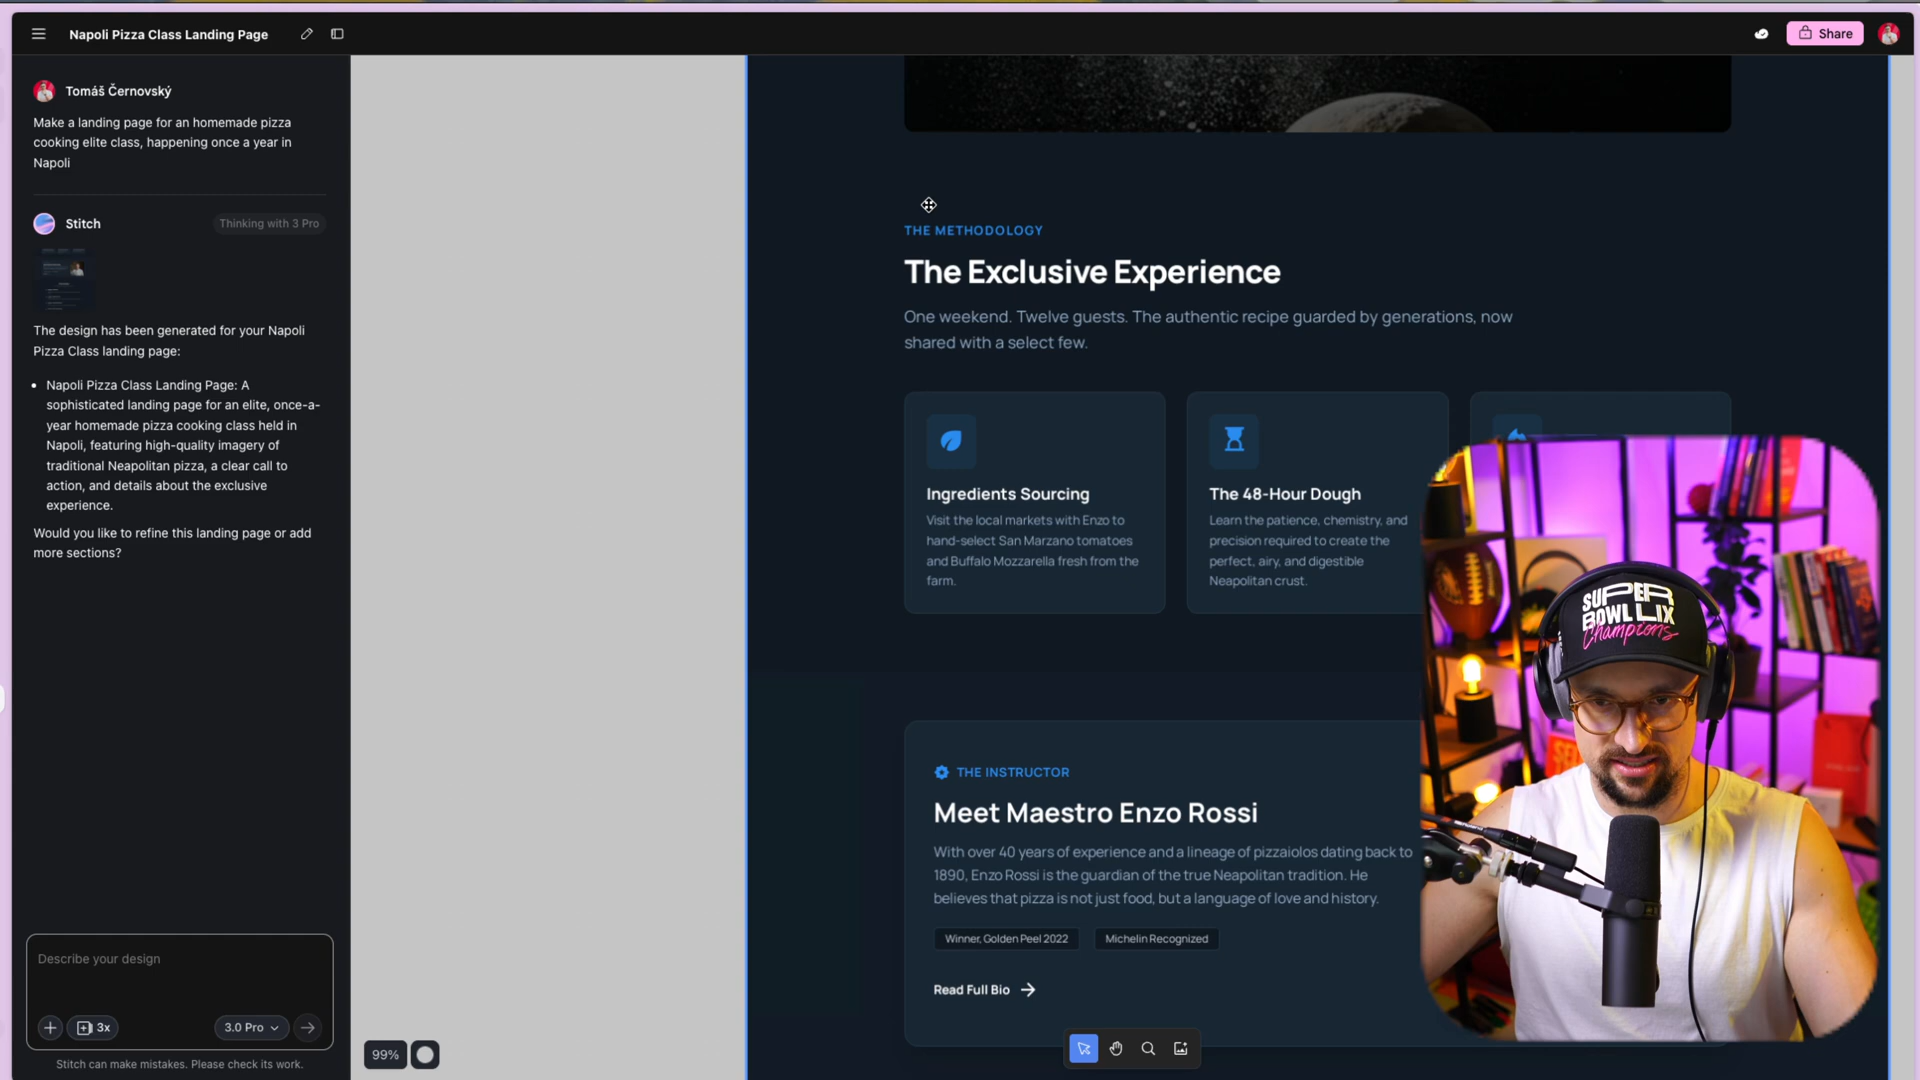 Napoli Pizza Class Landing Page
Share
Tomáš Černovský
Make a landing page for an homemade pizza
cooking elite class, happening once a year in
Napoli
Stitch
Thinking with 3 Pro
The design has been generated for your Napoli
Pizza Class landing page:
Napoli Pizza Class Landing Page: A
sophisticated landing page for an elite, once-a-
year homemade pizza cooking class held in
Napoli, featuring high-quality imagery of
traditional Neapolitan pizza, a clear call to
action, and details about the exclusive
experience.
Would you like to refine this landing page or add
more sections?
Describe your design
3x
3.0 Pro
Stitch can make mistakes. Please check its work.
99%
THE METHODOLOGY
The Exclusive Experience
One weekend. Twelve guests. The authentic recipe guarded by generations, now
shared with a select few.
Ingredients Sourcing
Visit the local markets with Enzo to
hand-select San Marzano tomatoes
and Buffalo Mozzarella fresh from the
farm.
The 48-Hour Dough
Learn the patience, chemistry, and
precision required to create the
perfect, airy, and digestible
Neapolitan crust.
THE INSTRUCTOR
Meet Maestro Enzo Rossi
With over 40 years of experience and a lineage of pizzaiolos dating back to
1890, Enzo Rossi is the guardian of the true Neapolitan tradition. He
believes that pizza is not just food, but a language of love and history.
Winner, Golden Peel 2022
Michelin Recognized
Read Full Bio
SUPER
BOWL LIX
Champions